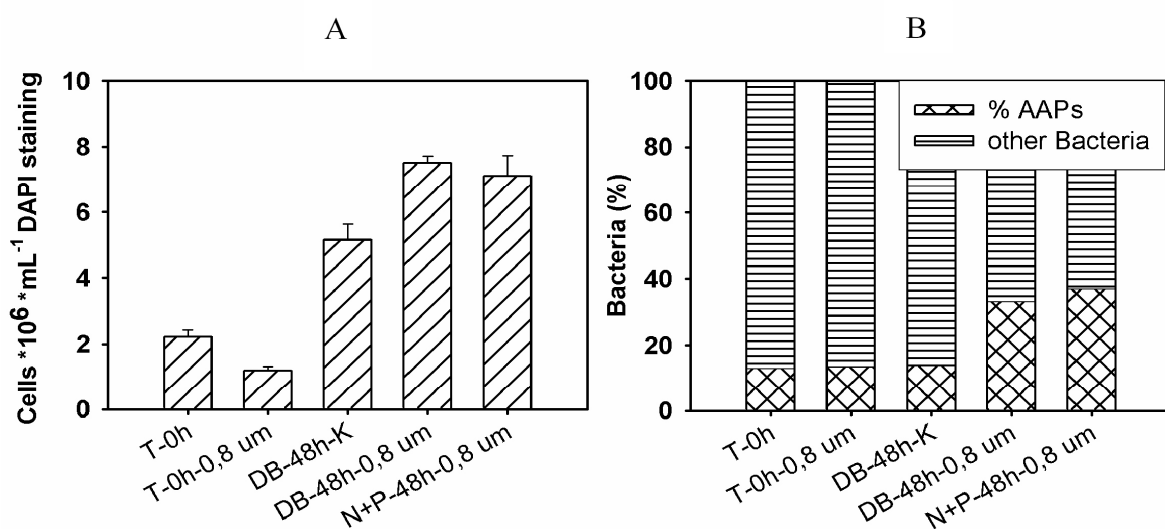 A
Cells *10⁶ *mL⁻¹ DAPI staining
10
8
6
4
2
0
T-0h
T-0h-0,8 um
DB-48h-K
DB-48h-0,8 um
N+P-48h-0,8 um
B
Bacteria (%)
100
80
60
40
20
0
% AAPs
other Bacteria
T-0h
T-0h-0,8 um
DB-48h-K
DB-48h-0,8 um
N+P-48h-0,8 um